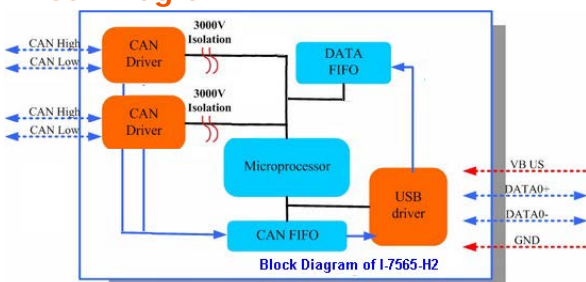 CAN High
CAN Low
CAN
Driver
3000V
Isolation
DATA
FIFO
CAN High
CAN Low
CAN
Driver
3000V
Isolation
Microprocessor
USB
driver
VB US
DATA0+
DATA0-
GND
CAN FIFO
Block Diagram of I-7565-H2